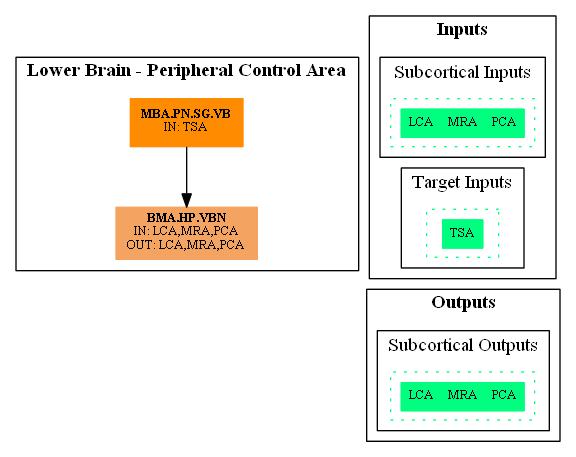 Lower Brain - Peripheral Control Area
MBA.PN.SG.VB
IN: TSA
BMA.HP.VBN
IN: LCA,MRA,PCA
OUT: LCA,MRA,PCA
Inputs
Subcortical Inputs
LCA MRA PCA
Target Inputs
TSA
Outputs
Subcortical Outputs
LCA MRA PCA